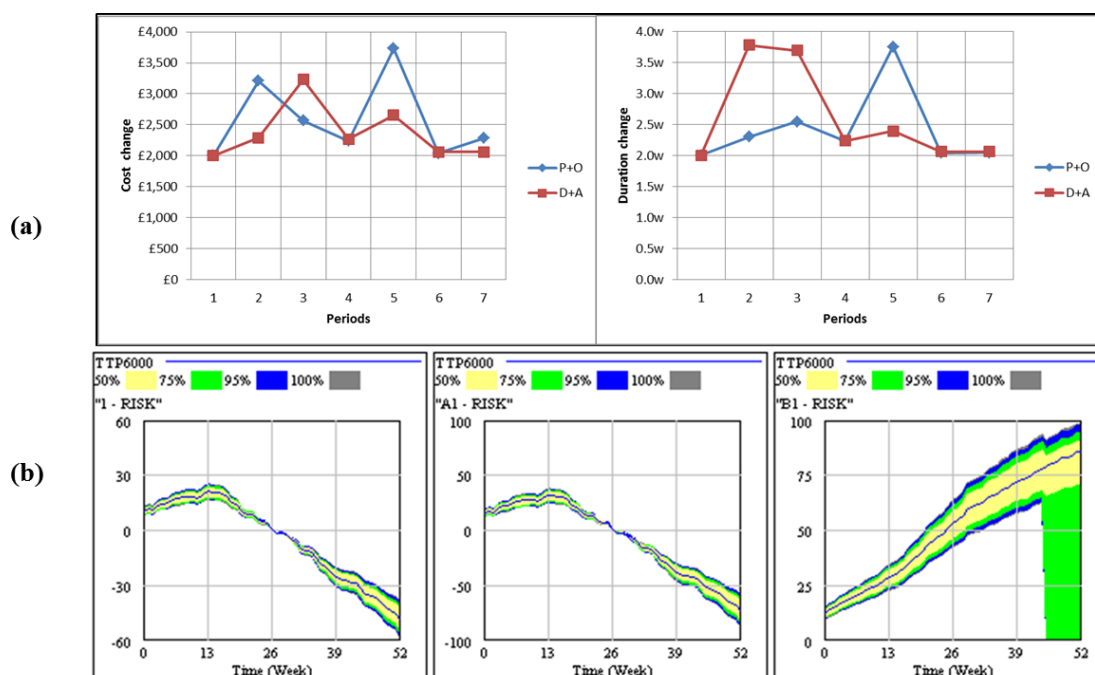 (a)
Cost change
£4,000
£3,500
£3,000
£2,500
£2,000
£1,500
£1,000
£500
£0
1 2 3 4 5 6 7
Periods
P+O
D+A
Duration change
4.0w
3.5w
3.0w
2.5w
2.0w
1.5w
1.0w
0.5w
0.0w
1 2 3 4 5 6 7
Periods
P+O
D+A
(b)
TTP6000
50% 75% 95% 100%
"1 - RISK"
60
30
0
-30
-60
0 13 26 39 52
Time (Week)
TTP6000
50% 75% 95% 100%
"A1 - RISK"
100
50
0
-50
-100
0 13 26 39 52
Time (Week)
TTP6000
50% 75% 95% 100%
"B1 - RISK"
100
75
50
25
0
0 13 26 39 52
Time (Week)